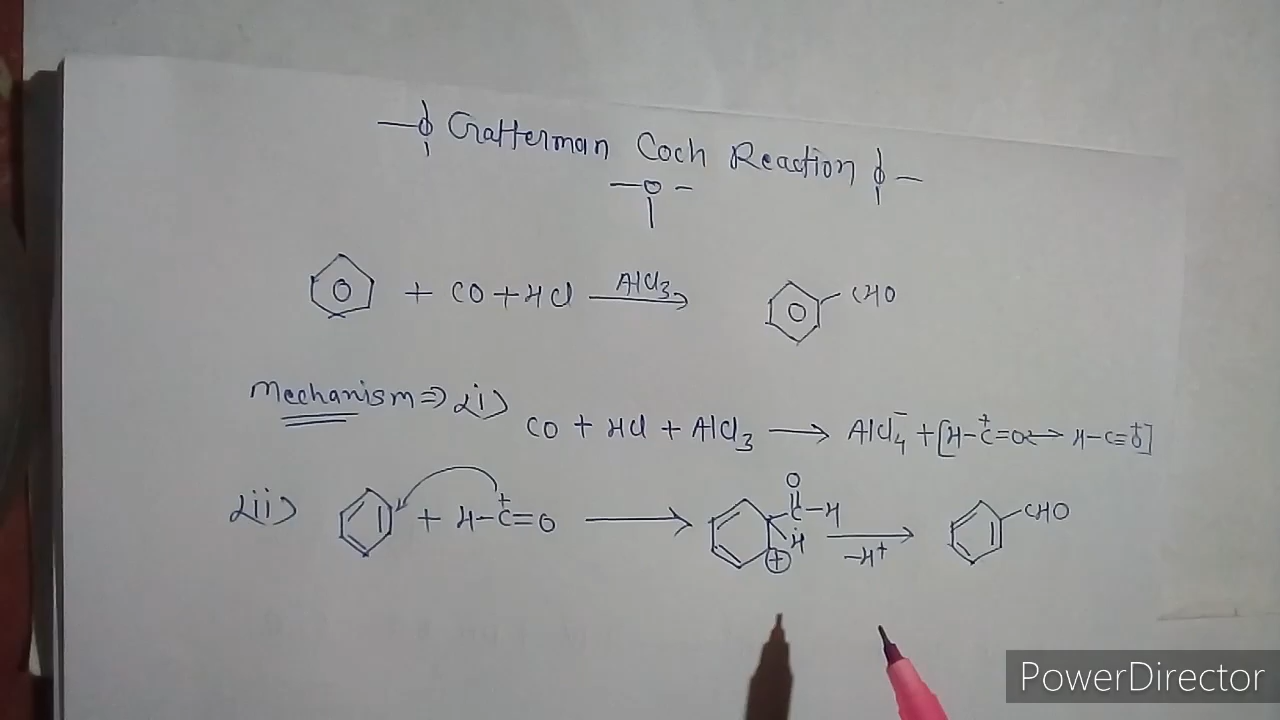 Gatterman Coch Reaction
+ CO + HCl AlCl3 → CHO
Mechanism ⇒ (i)
CO + HCl + AlCl3 → AlCl4- + [H-C+=O ↔ H-C≡O+]
(ii) + H-C+=O → O C-H H + -H+ → CHO
PowerDirector